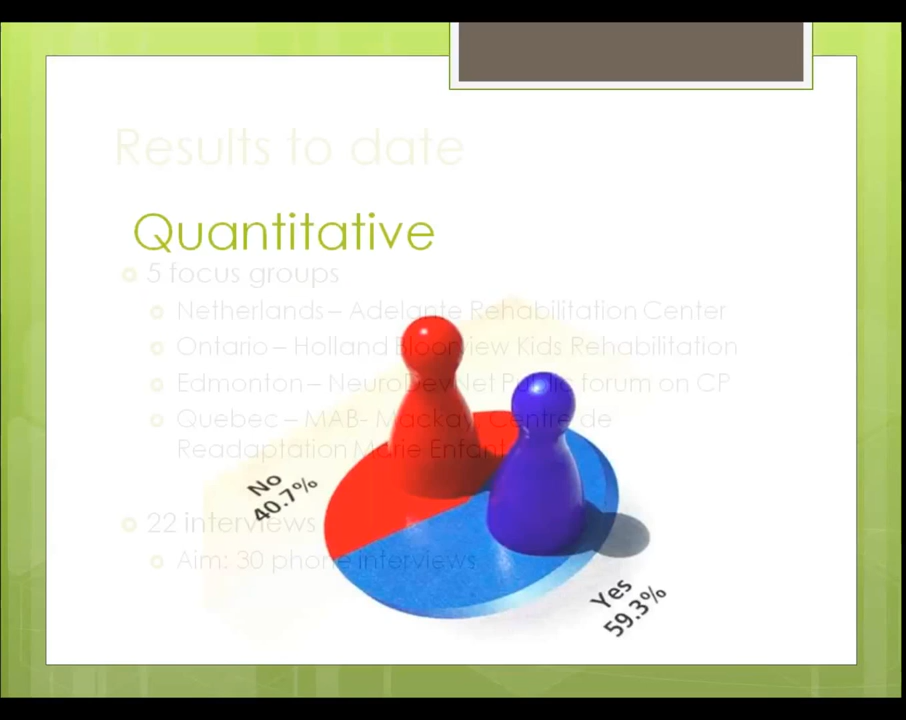 Results to date
Quantitative
5 focus groups
Netherlands – Adelante Rehabilitation Center
Ontario – Holland Bloorview Kids Rehabilitation
Edmonton – NeuroDevNet Public forum on CP
Quebec – MAB- Mackay Centre de
Readaptation Marie Enfant
No
40.7%
22 interviews
Aim: 30 phone interviews
Yes
59.3%